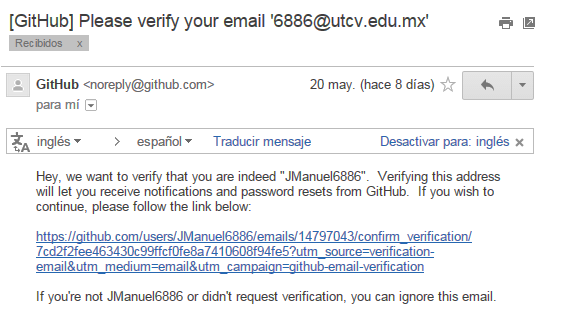 [GitHub] Please verify your email '6886@utcv.edu.mx'
Recibidos x
GitHub <noreply@github.com> 20 may. (hace 8 días)
para mí
inglés > español Traducir mensaje Desactivar para: inglés x
Hey, we want to verify that you are indeed "JManuel6886". Verifying this address
will let you receive notifications and password resets from GitHub. If you wish to
continue, please follow the link below:
https://github.com/users/JManuel6886/emails/14797043/confirm_verification/
7cd2f2fee463430c99ffcf0fe8a7410608f94fe5?utm_source=verification-
email&utm_medium=email&utm_campaign=github-email-verification
If you're not JManuel6886 or didn't request verification, you can ignore this email.